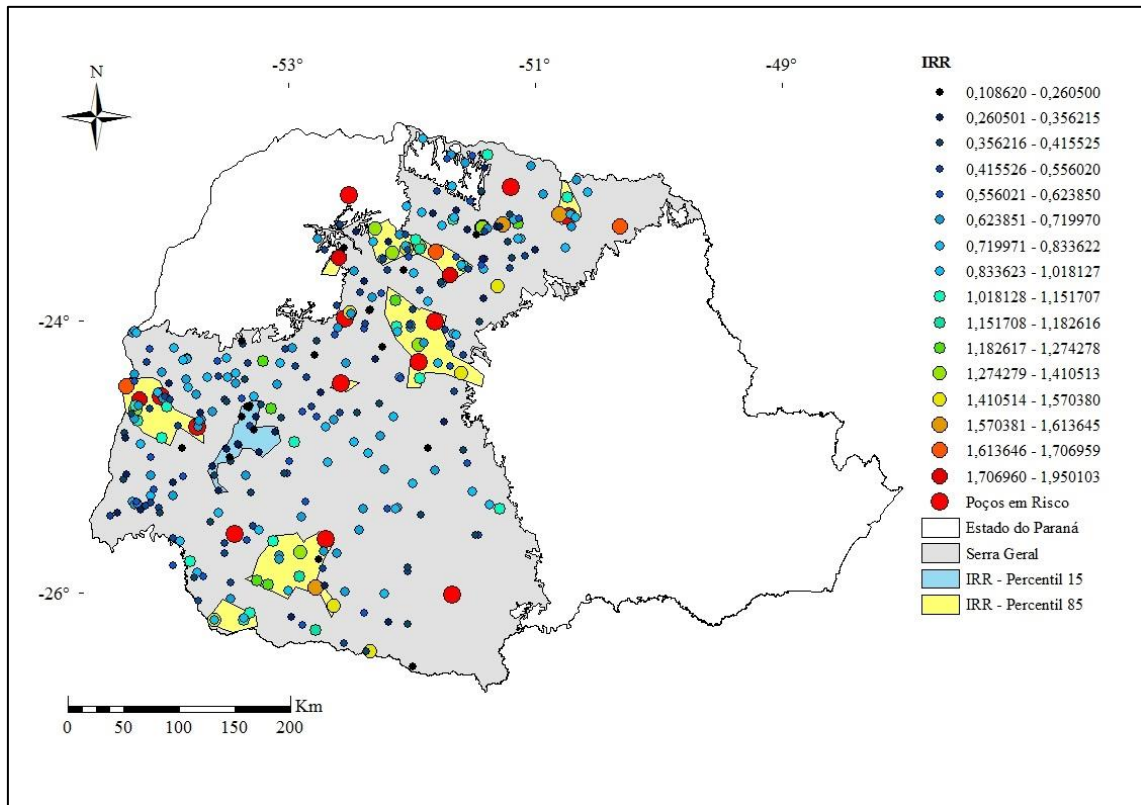 N
-53°
-51°
-49°
-24°
-26°
Km
0 50 100 150 200
IRR
0,108620 - 0,260500
0,260501 - 0,356215
0,356216 - 0,415525
0,415526 - 0,556020
0,556021 - 0,623850
0,623851 - 0,719970
0,719971 - 0,833622
0,833623 - 1,018127
1,018128 - 1,151707
1,151708 - 1,182616
1,182617 - 1,274278
1,274279 - 1,410513
1,410514 - 1,570380
1,570381 - 1,613645
1,613646 - 1,706959
1,706960 - 1,950103
Poços em Risco
Estado do Paraná
Serra Geral
IRR - Percentil 15
IRR - Percentil 85